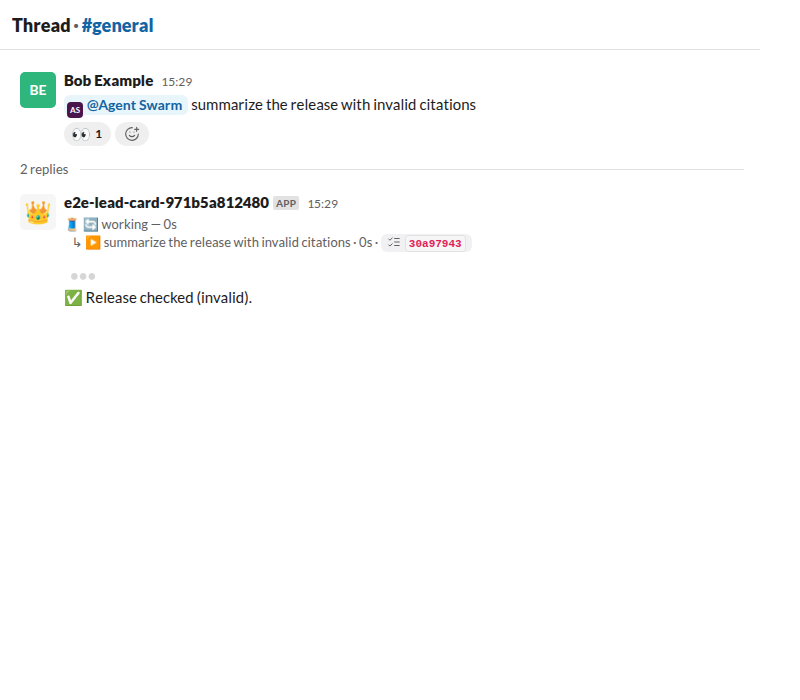 Thread · #general
BE
Bob Example 15:29
AS @Agent Swarm summarize the release with invalid citations
👀 1
2 replies
e2e-lead-card-971b5a812480 APP 15:29
🧵 🔄 working — 0s
↳ ▶️ summarize the release with invalid citations · 0s · 30a97943
✅ Release checked (invalid).